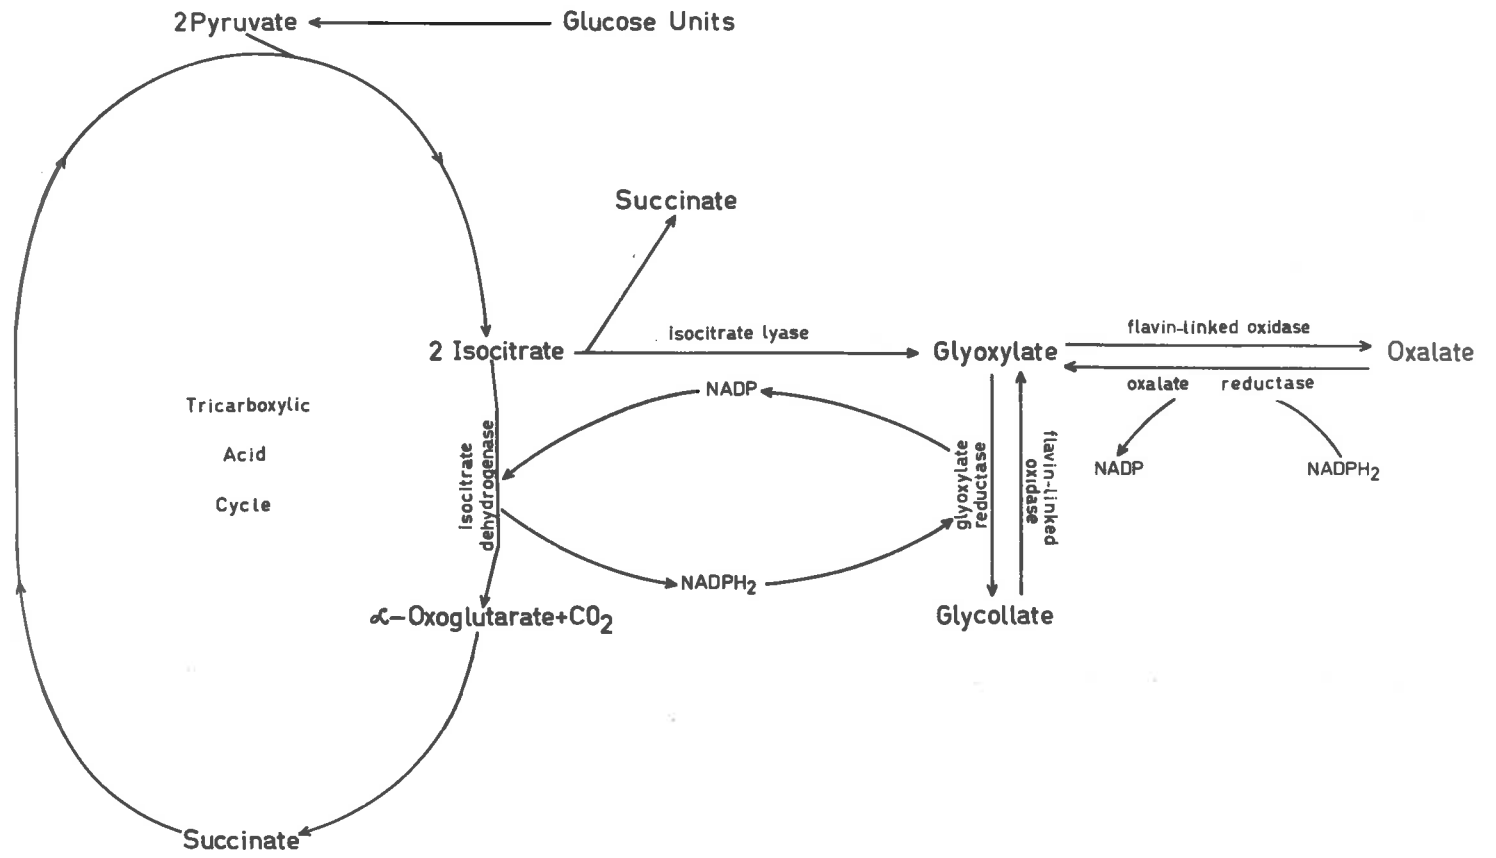 2Pyruvate
Glucose Units
Succinate
isocitrate lyase
flavin-linked oxidase
2 Isocitrate
Glyoxylate
Oxalate
oxalate reductase
NADP
Tricarboxylic
Acid
Cycle
isocitrate
dehydrogenase
glyoxylate
reductase
flavin-linked
oxidase
NADP
NADPH2
NADPH2
α-Oxoglutarate+CO2
Glycollate
Succinate